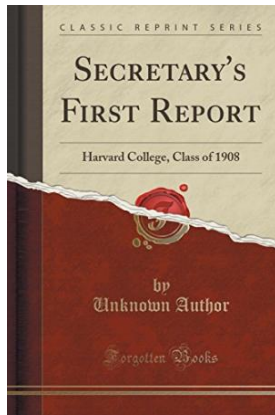 CLASSIC REPRINT SERIES
SECRETARY'S
FIRST REPORT
Harvard College, Class of 1908
by
Unknown Author
Forgotten Books